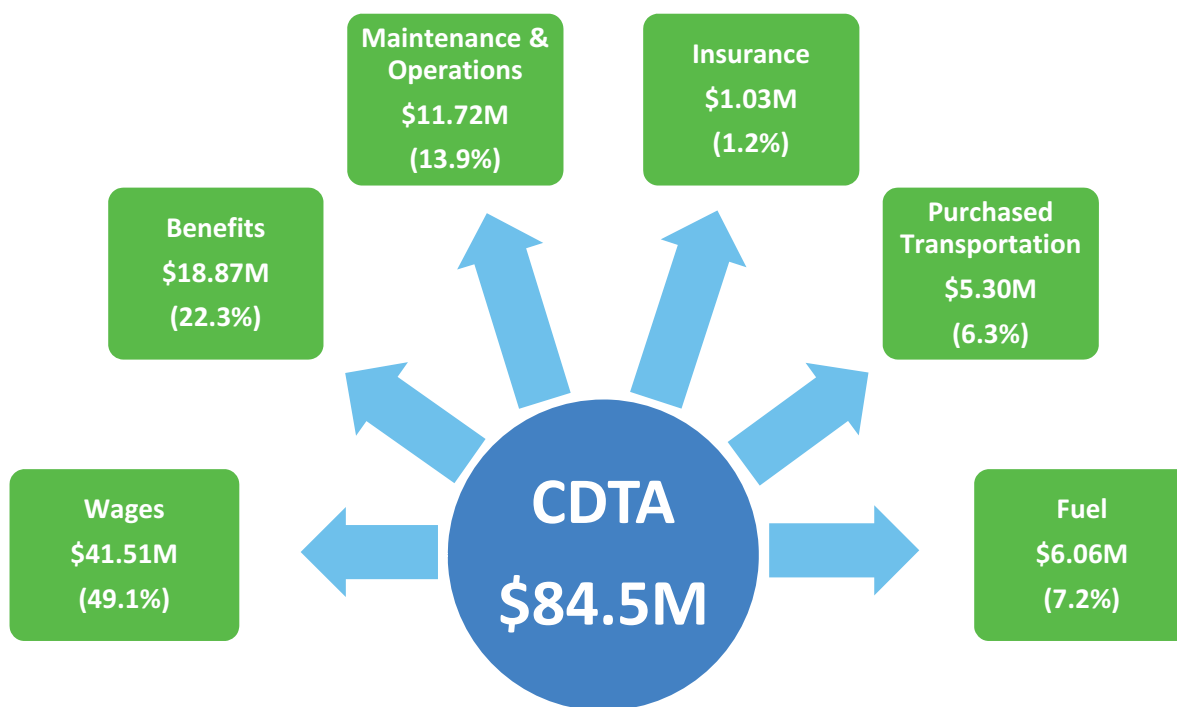 Maintenance &
Operations
$11.72M
(13.9%)
Insurance
$1.03M
(1.2%)
Benefits
$18.87M
(22.3%)
Purchased
Transportation
$5.30M
(6.3%)
Wages
$41.51M
(49.1%)
CDTA
$84.5M
Fuel
$6.06M
(7.2%)